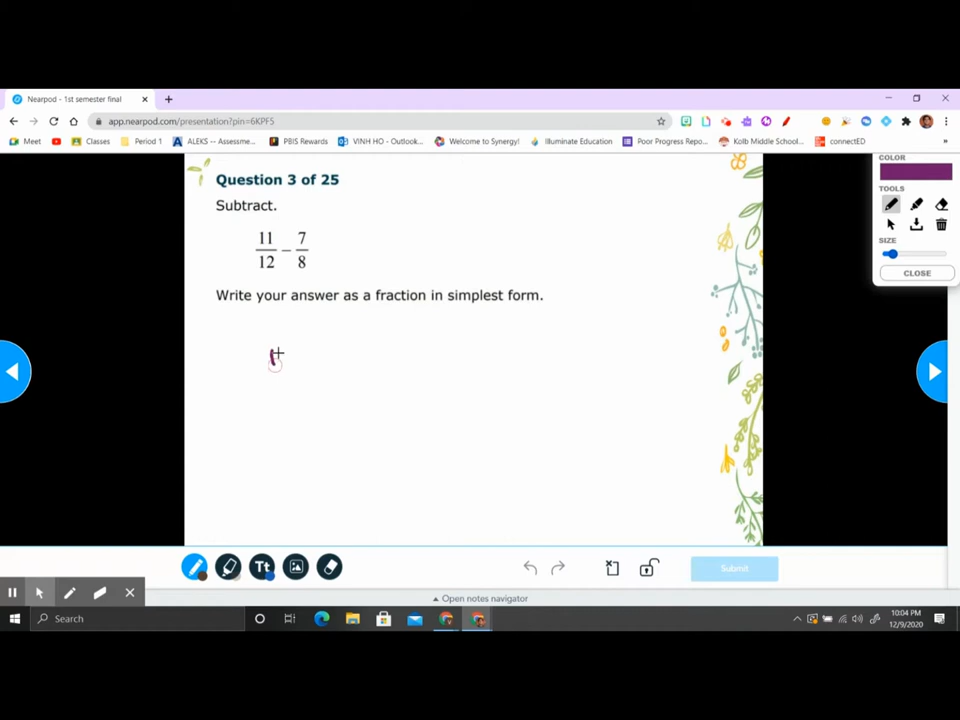 Nearpod - 1st semester final
app.nearpod.com/presentation?pin=6KPF5
Meet Classes Period 1 ALEKS - Assessme... PBIS Rewards VINH HO - Outlook... Welcome to Synergy! Illuminate Education Poor Progress Repo... Kolb Middle School... connectED »
COLOR
TOOLS
SIZE
CLOSE
Question 3 of 25
Subtract.
11/12 − 7/8
Write your answer as a fraction in simplest form.
Tt
Submit
Open notes navigator
Search
10:04 PM
12/9/2020